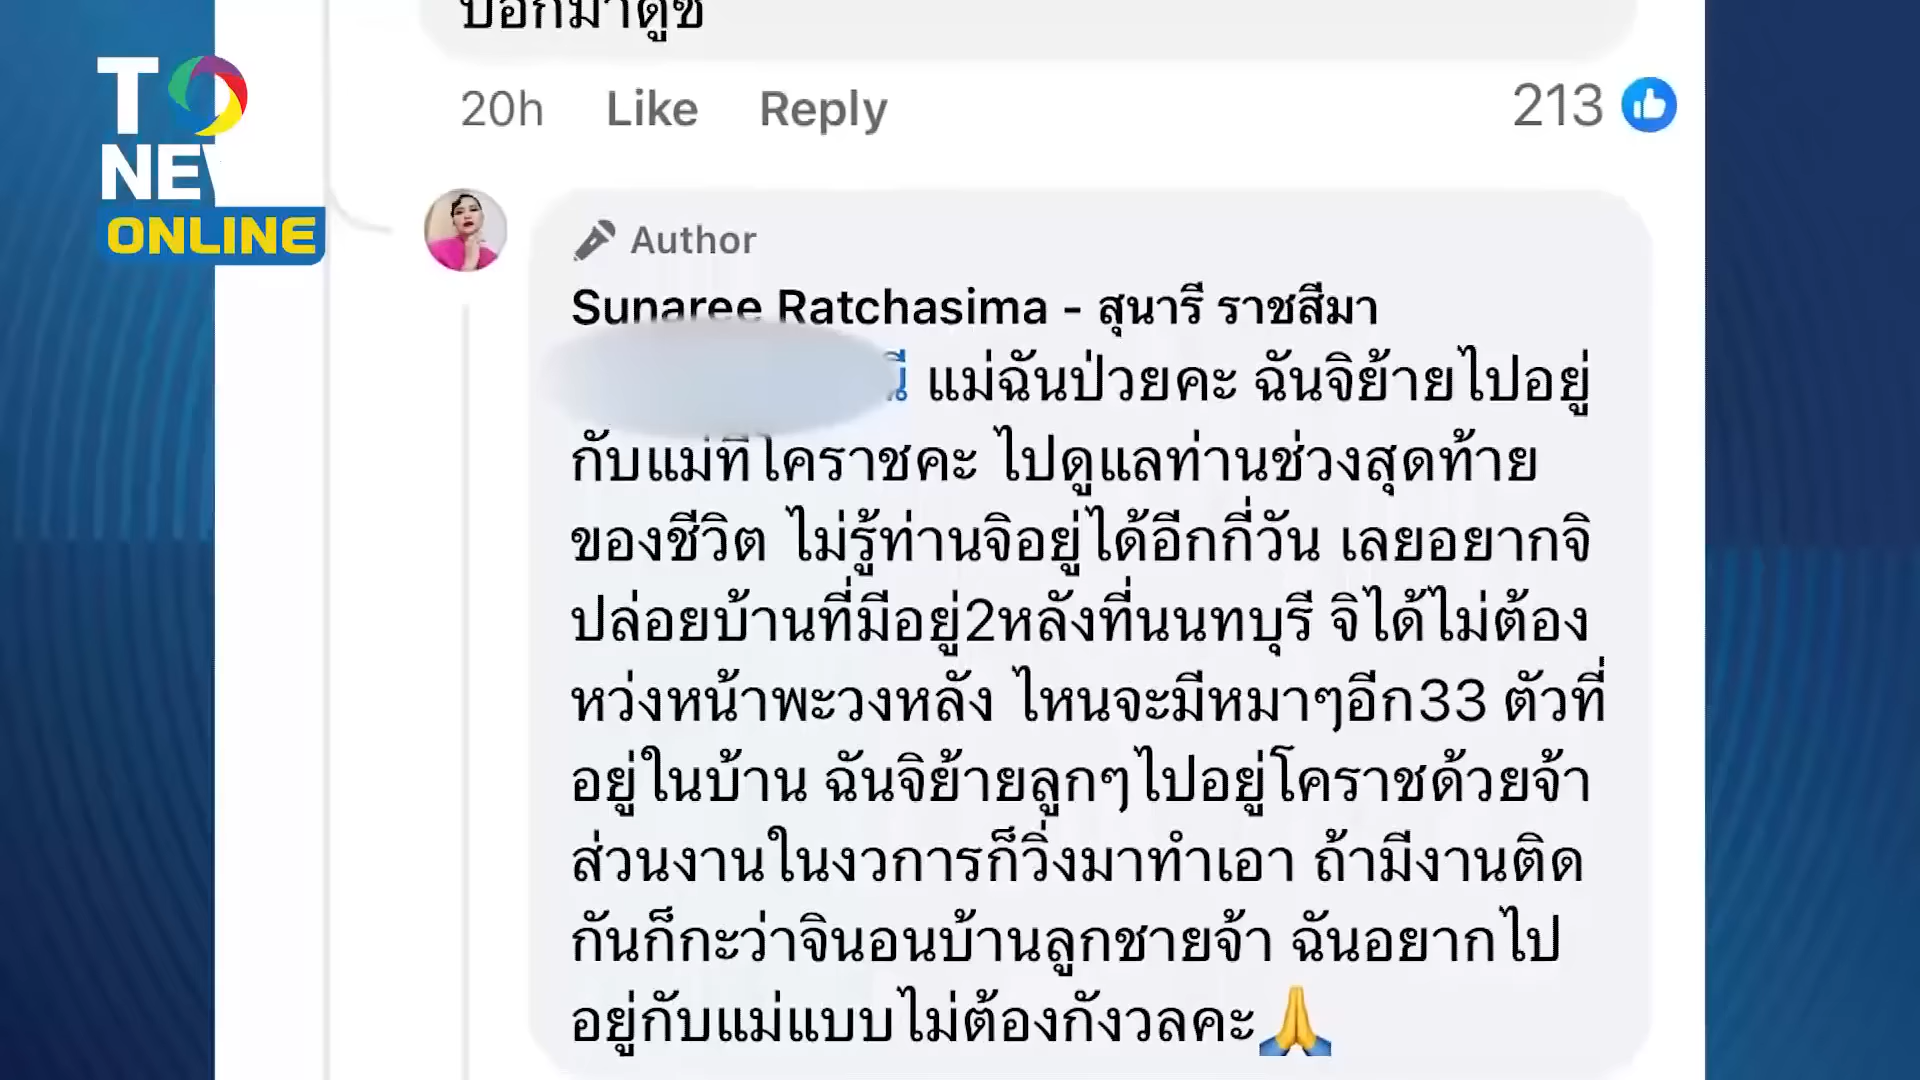 บอกมาดูซิ
20h Like Reply 213
TO
NE
ONLINE
Author
Sunaree Ratchasima - สุนารี ราชสีมา
แม่ฉันป่วยคะ ฉันจิย้ายไปอยู่
กับแม่ที่โคราชคะ ไปดูแลท่านช่วงสุดท้าย
ของชีวิต ไม่รู้ท่านจิอยู่ได้อีกกี่วัน เลยอยากจิ
ปล่อยบ้านที่มีอยู่2หลังที่นนทบุรี จิได้ไม่ต้อง
หว่งหน้าพะวงหลัง ไหนจะมีหมาๆอีก33 ตัวที่
อยู่ในบ้าน ฉันจิย้ายลูกๆไปอยู่โคราชด้วยจ้า
ส่วนงานในงวการก็วิ่งมาทำเอา ถ้ามีงานติด
กันก็กะว่าจินอนบ้านลูกชายจ้า ฉันอยากไป
อยู่กับแม่แบบไม่ต้องกังวลคะ🙏